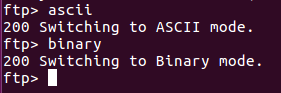 ftp> ascii
200 Switching to ASCII mode.
ftp> binary
200 Switching to Binary mode.
ftp>